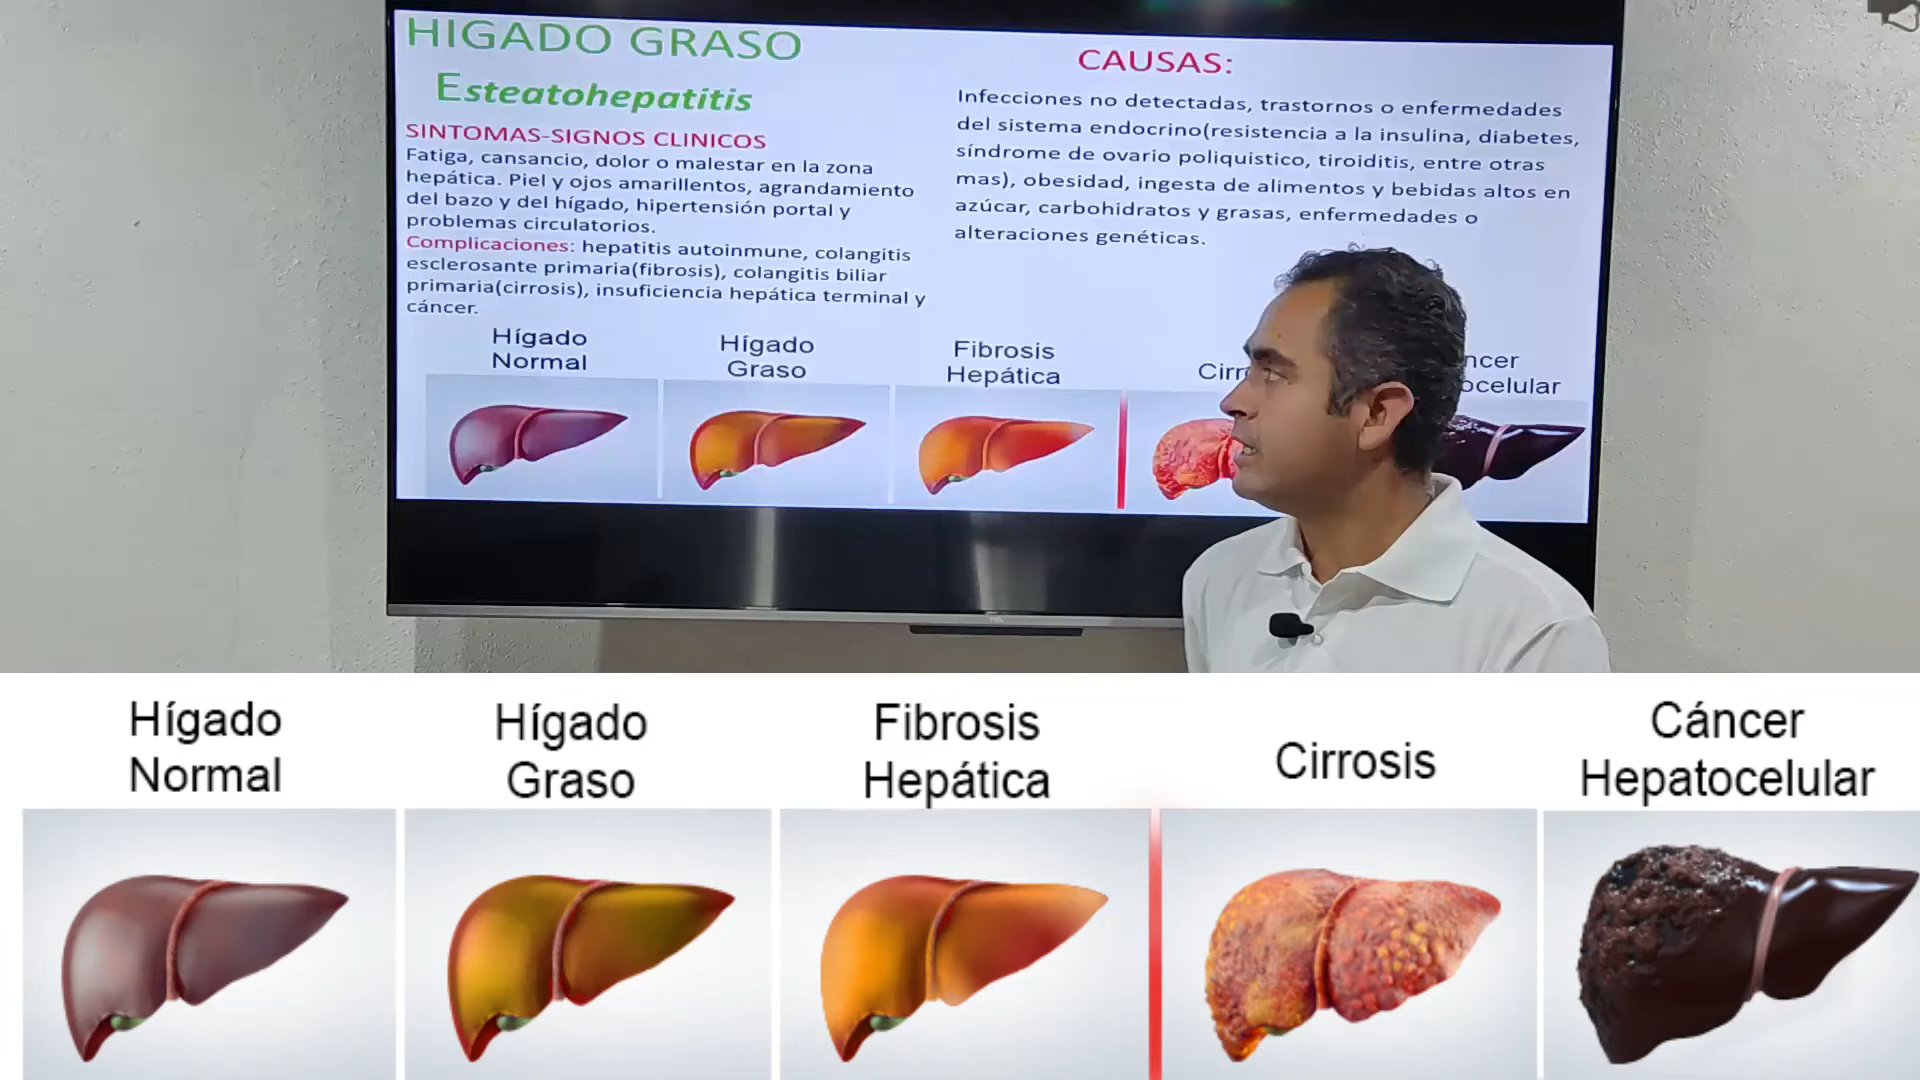 HIGADO GRASO
Esteatohepatitis
SINTOMAS-SIGNOS CLINICOS
Fatiga, cansancio, dolor o malestar en la zona
hepática. Piel y ojos amarillentos, agrandamiento
del bazo y del hígado, hipertensión portal y
problemas circulatorios.
Complicaciones: hepatitis autoinmune, colangitis
esclerosante primaria(fibrosis), colangitis biliar
primaria(cirrosis), insuficiencia hepática terminal y
cáncer.
CAUSAS:
Infecciones no detectadas, trastornos o enfermedades
del sistema endocrino(resistencia a la insulina, diabetes,
síndrome de ovario poliquistico, tiroiditis, entre otras
mas), obesidad, ingesta de alimentos y bebidas altos en
azúcar, carbohidratos y grasas, enfermedades o
alteraciones genéticas.
Hígado
Normal
Hígado
Graso
Fibrosis
Hepática
Cirr
ncer
ocelular
TCL
Hígado
Normal
Hígado
Graso
Fibrosis
Hepática
Cirrosis
Cáncer
Hepatocelular